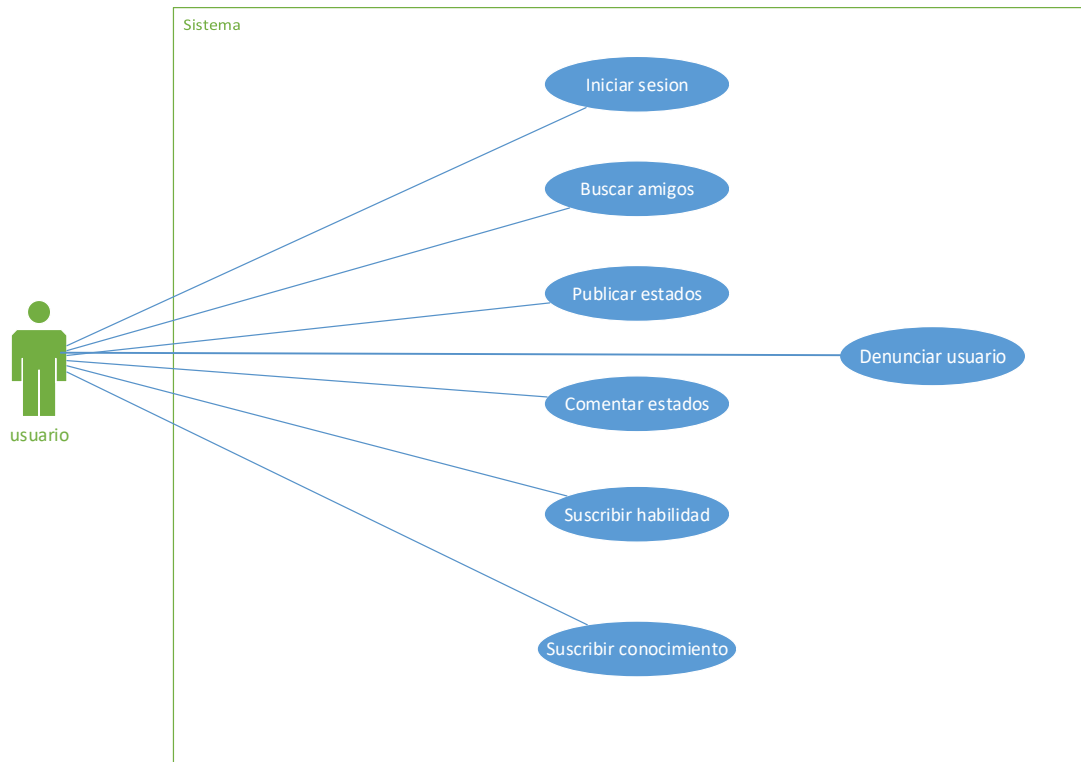 Sistema
Iniciar sesion
Buscar amigos
Publicar estados
Denunciar usuario
Comentar estados
usuario
Suscribir habilidad
Suscribir conocimiento